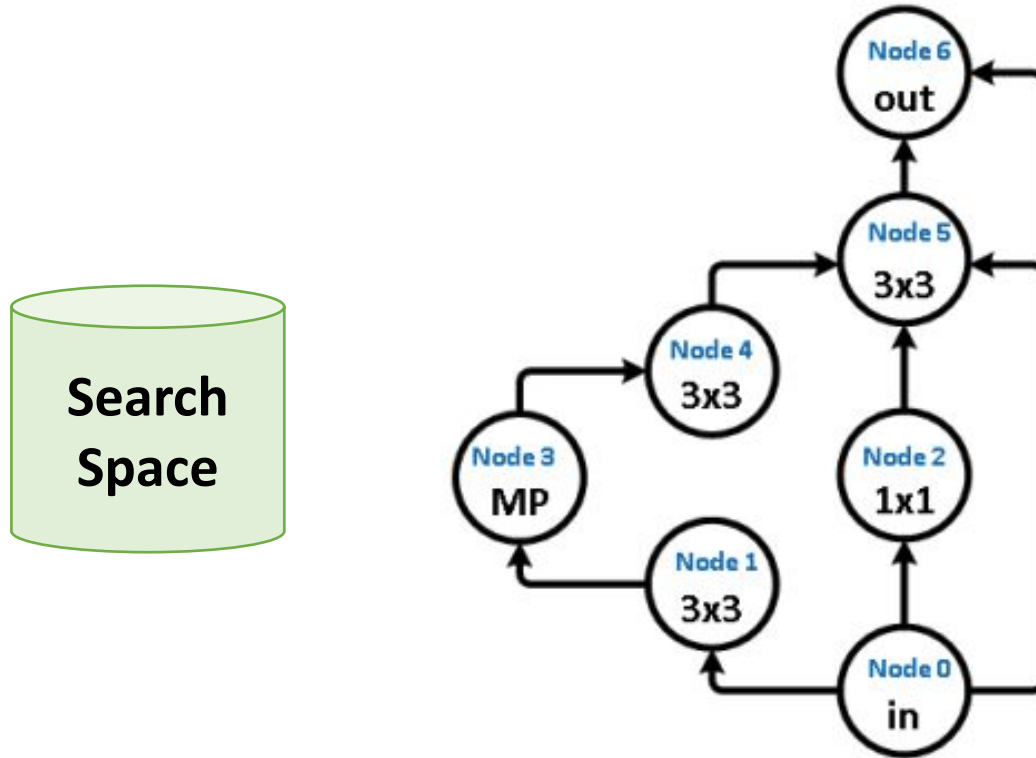 Search
Space
Node 6
out
Node 5
3x3
Node 4
3x3
Node 3
MP
Node 2
1x1
Node 1
3x3
Node 0
in